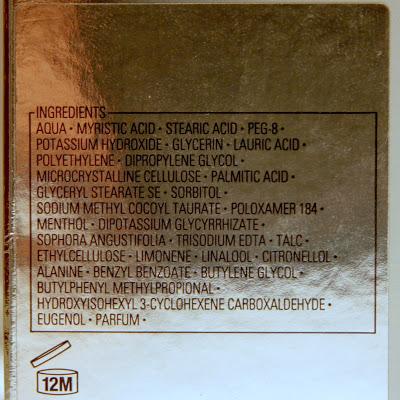 INGREDIENTS
AQUA • MYRISTIC ACID • STEARIC ACID • PEG-8 •
POTASSIUM HYDROXIDE • GLYCERIN • LAURIC ACID •
POLYETHYLENE • DIPROPYLENE GLYCOL •
MICROCRYSTALLINE CELLULOSE • PALMITIC ACID •
GLYCERYL STEARATE SE • SORBITOL •
SODIUM METHYL COCOYL TAURATE • POLOXAMER 184 •
MENTHOL • DIPOTASSIUM GLYCYRRHIZATE •
SOPHORA ANGUSTIFOLIA • TRISODIUM EDTA • TALC •
ETHYLCELLULOSE • LIMONENE • LINALOOL • CITRONELLOL •
ALANINE • BENZYL BENZOATE • BUTYLENE GLYCOL •
BUTYLPHENYL METHYLPROPIONAL •
HYDROXYISOHEXYL 3-CYCLOHEXENE CARBOXALDEHYDE •
EUGENOL • PARFUM •
12M